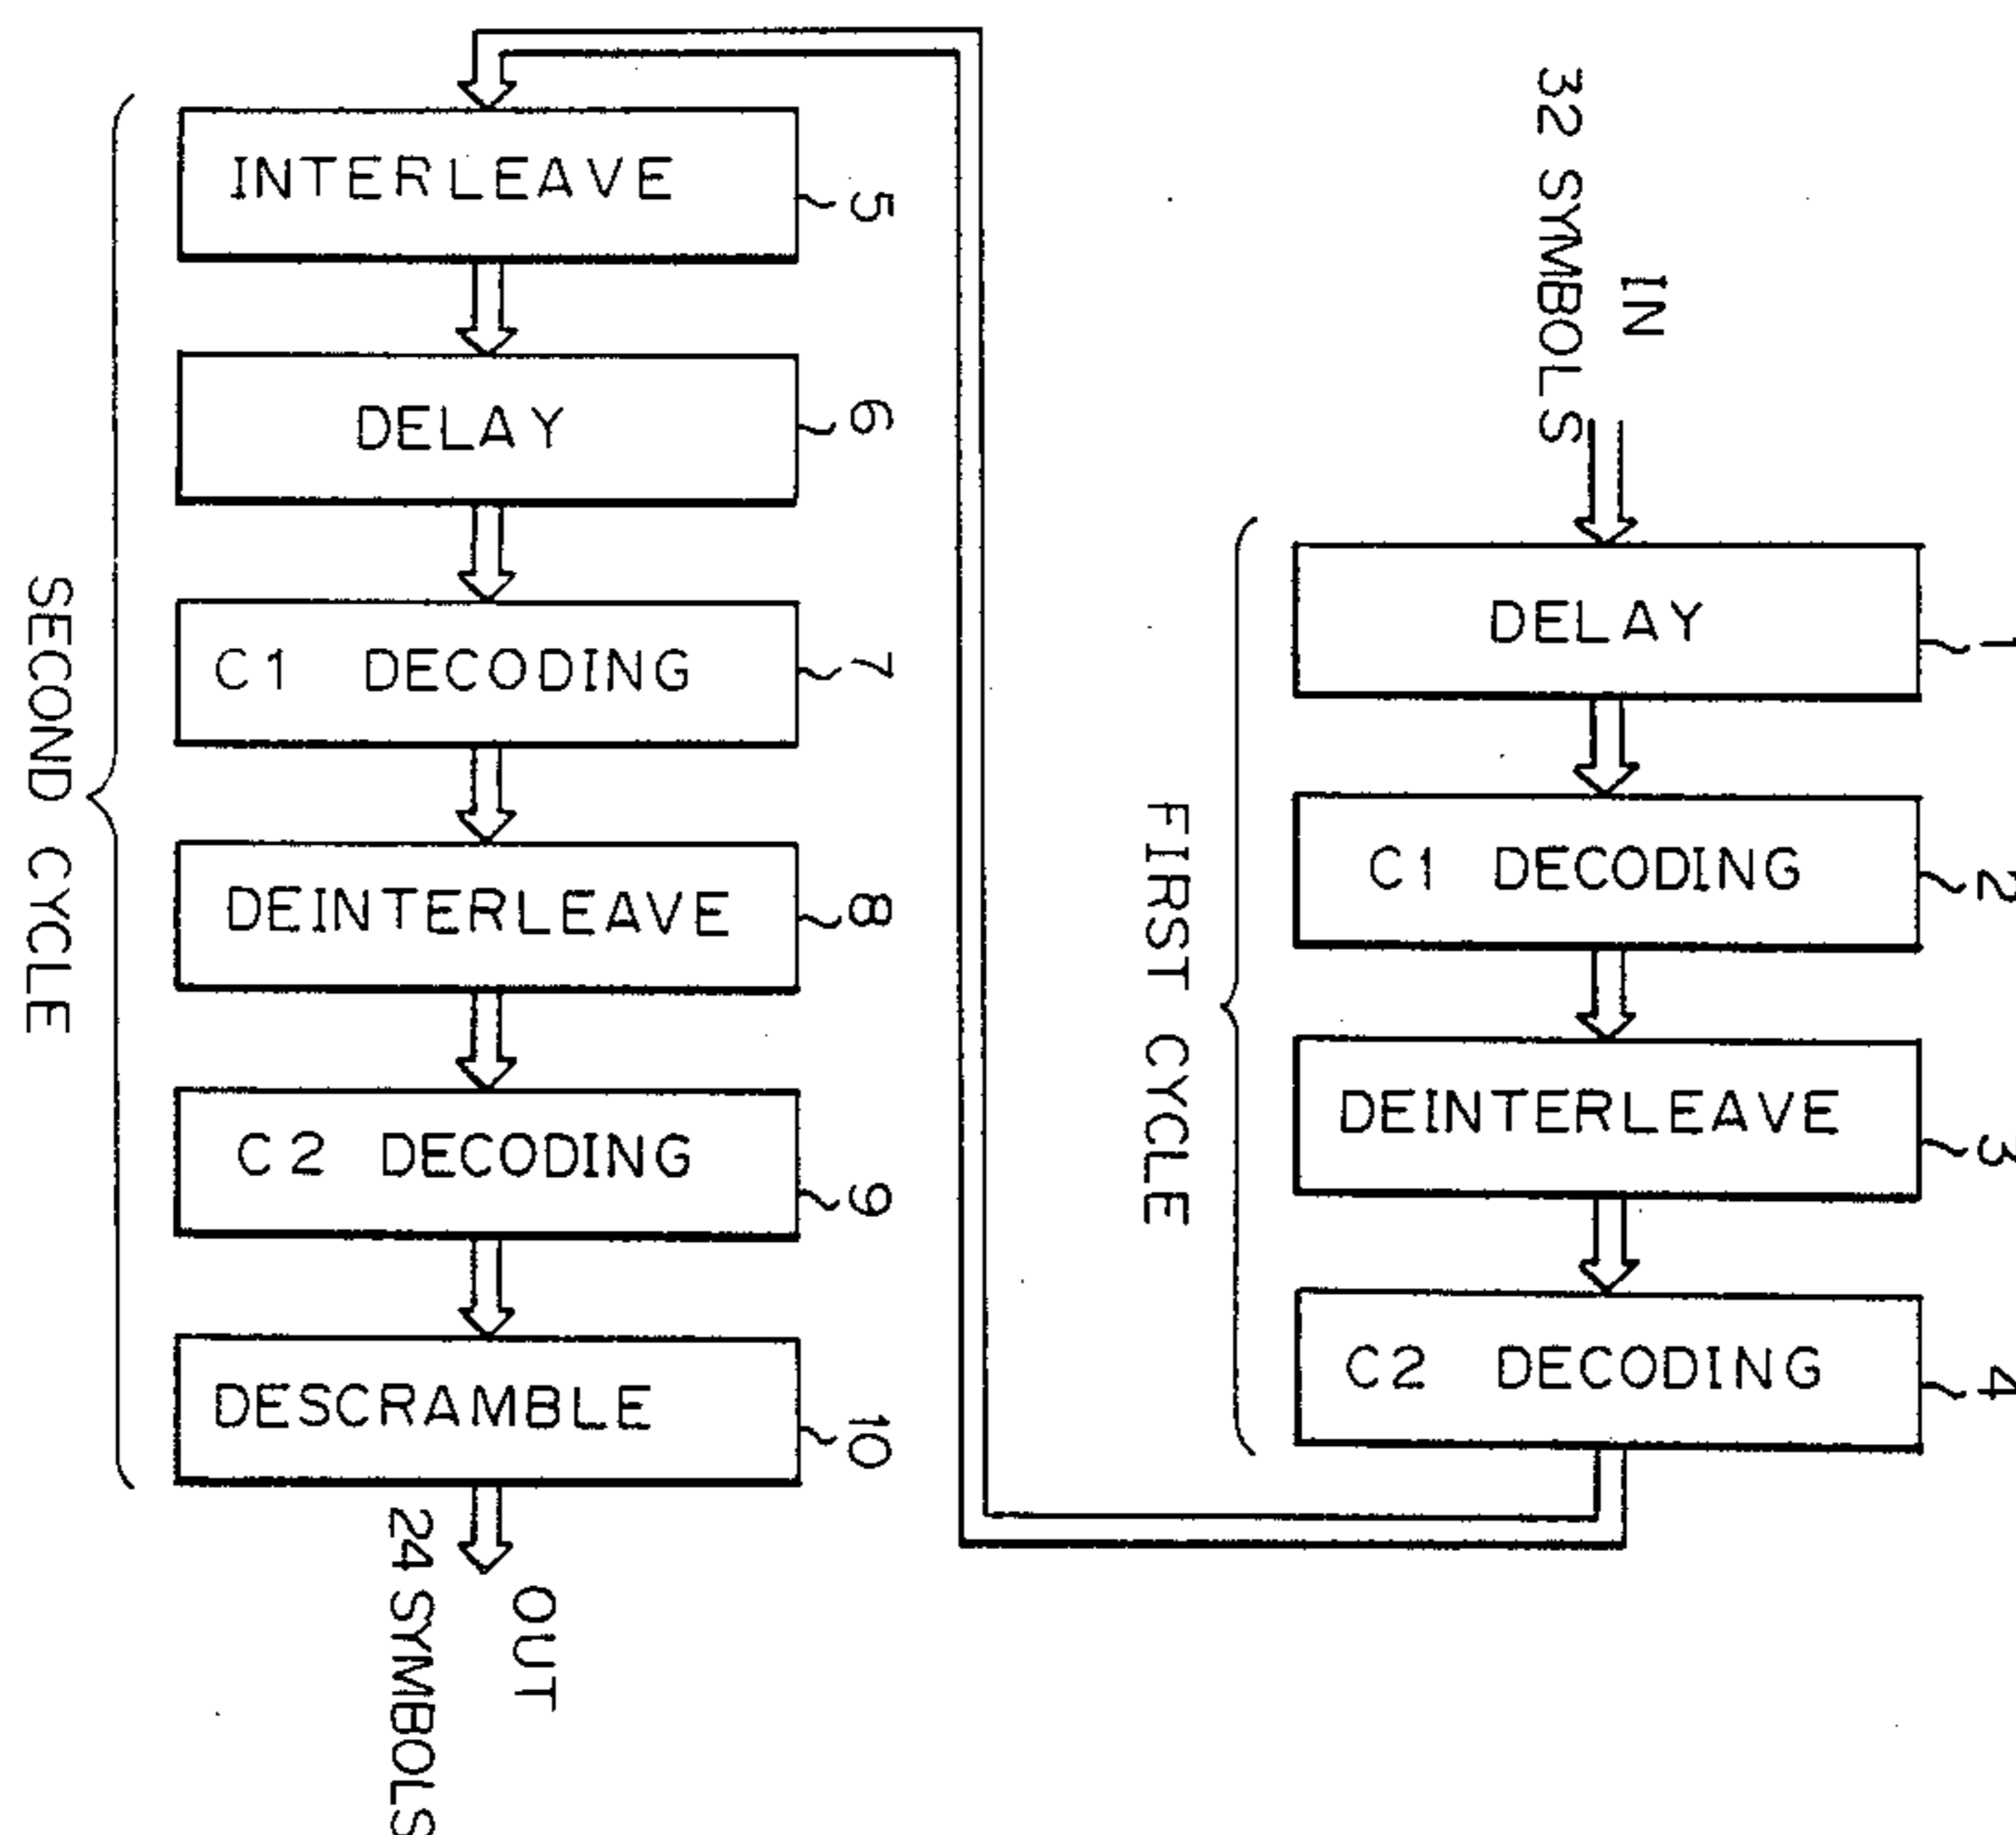 IN
32 SYMBOLS
DELAY
1
C1 DECODING
2
DEINTERLEAVE
3
C2 DECODING
4
FIRST CYCLE
INTERLEAVE
5
DELAY
6
C1 DECODING
7
DEINTERLEAVE
8
C2 DECODING
9
DESCRAMBLE
10
SECOND CYCLE
OUT
24 SYMBOLS